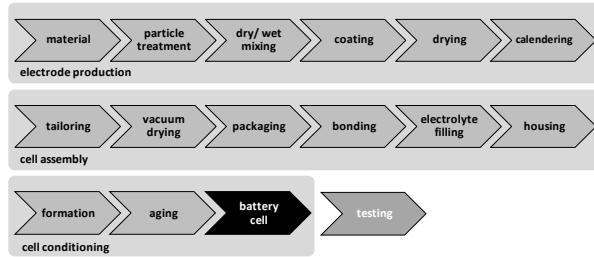 material
particle
treatment
dry/ wet
mixing
coating
drying
calendering
electrode production
tailoring
vacuum
drying
packaging
bonding
electrolyte
filling
housing
cell assembly
formation
aging
battery
cell
testing
cell conditioning